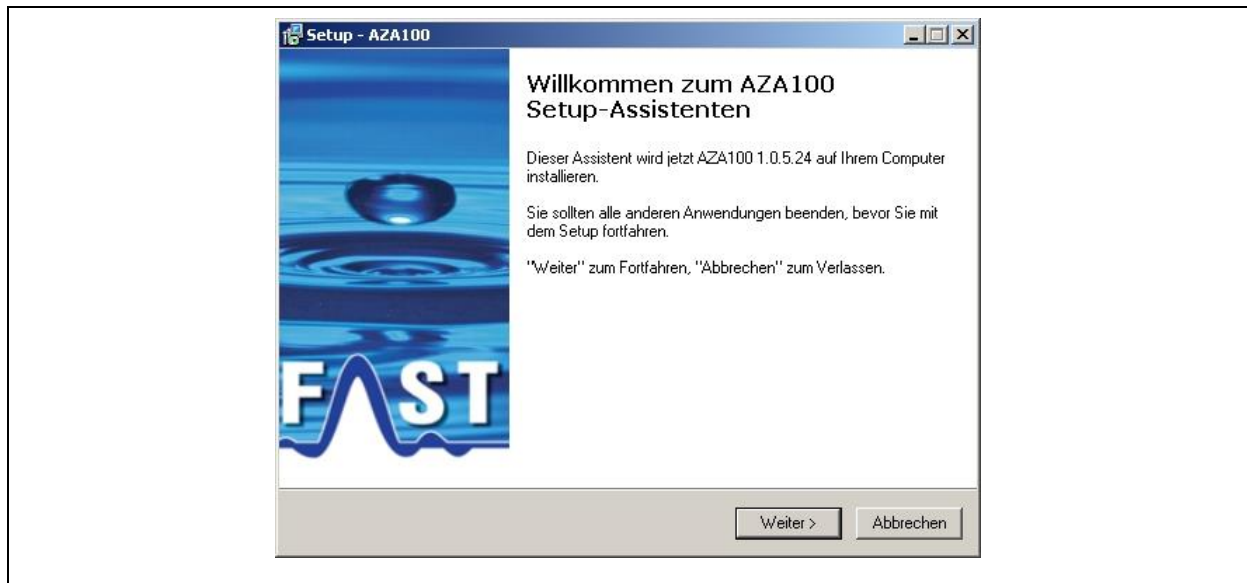 Setup - AZA100
Willkommen zum AZA100
Setup-Assistenten
Dieser Assistent wird jetzt AZA100 1.0.5.24 auf Ihrem Computer
installieren.
Sie sollten alle anderen Anwendungen beenden, bevor Sie mit
dem Setup fortfahren.
"Weiter" zum Fortfahren, "Abbrechen" zum Verlassen.
FAST
Weiter >
Abbrechen